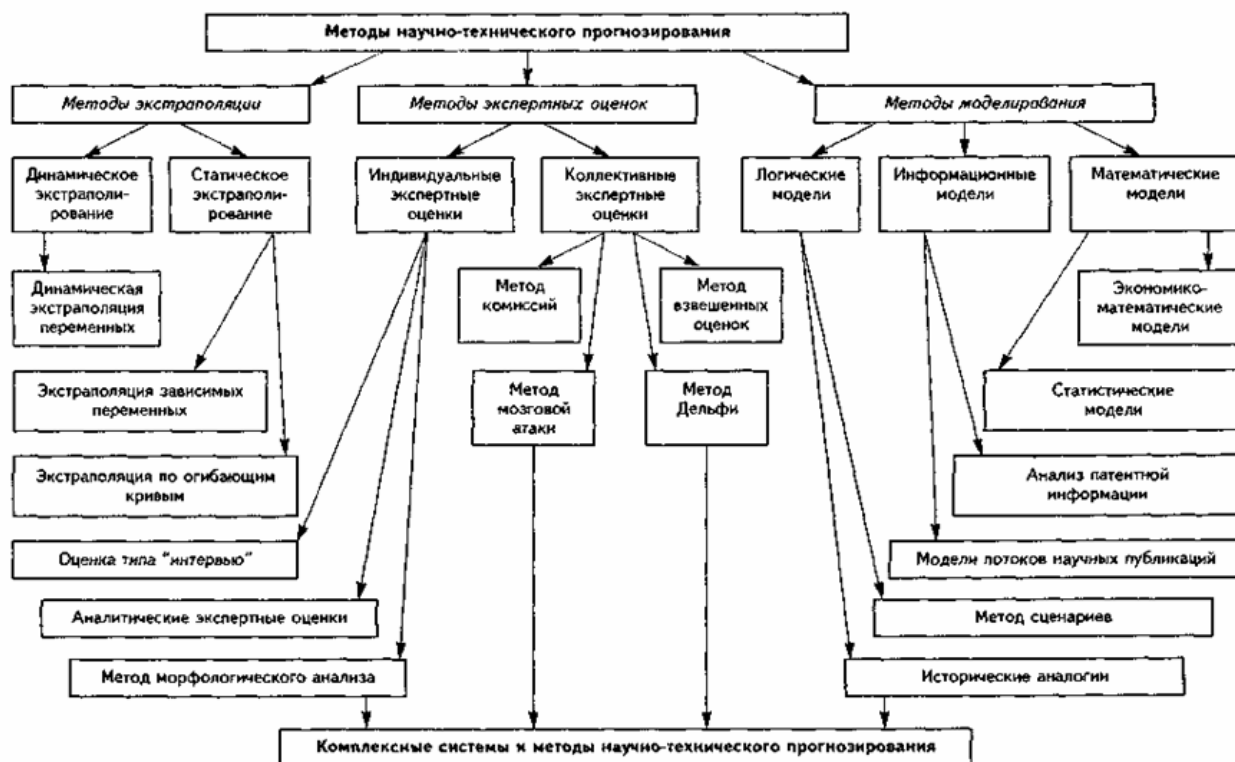 Методы научно-технического прогнозирования
Методы экстраполяции
Методы экспертных оценок
Методы моделирования
Динамическое
экстраполи-
рование
Статическое
экстраполи-
рование
Индивидуальные
экспертные
оценки
Коллективные
экспертные
оценки
Логические
модели
Информационные
модели
Математические
модели
Динамическая
экстраполяция
переменных
Метод
комиссий
Метод
взвешенных
оценок
Экономико-
математические
модели
Экстраполяция зависимых
переменных
Метод
мозговой
атаки
Метод
Дельфи
Статистические
модели
Экстраполяция по огибающим
кривым
Анализ патентной
информации
Оценка типа "интервью"
Модели потоков научных публикаций
Аналитические экспертные оценки
Метод сценариев
Метод морфологического анализа
Исторические аналогии
Комплексные системы и методы научно-технического прогнозирования